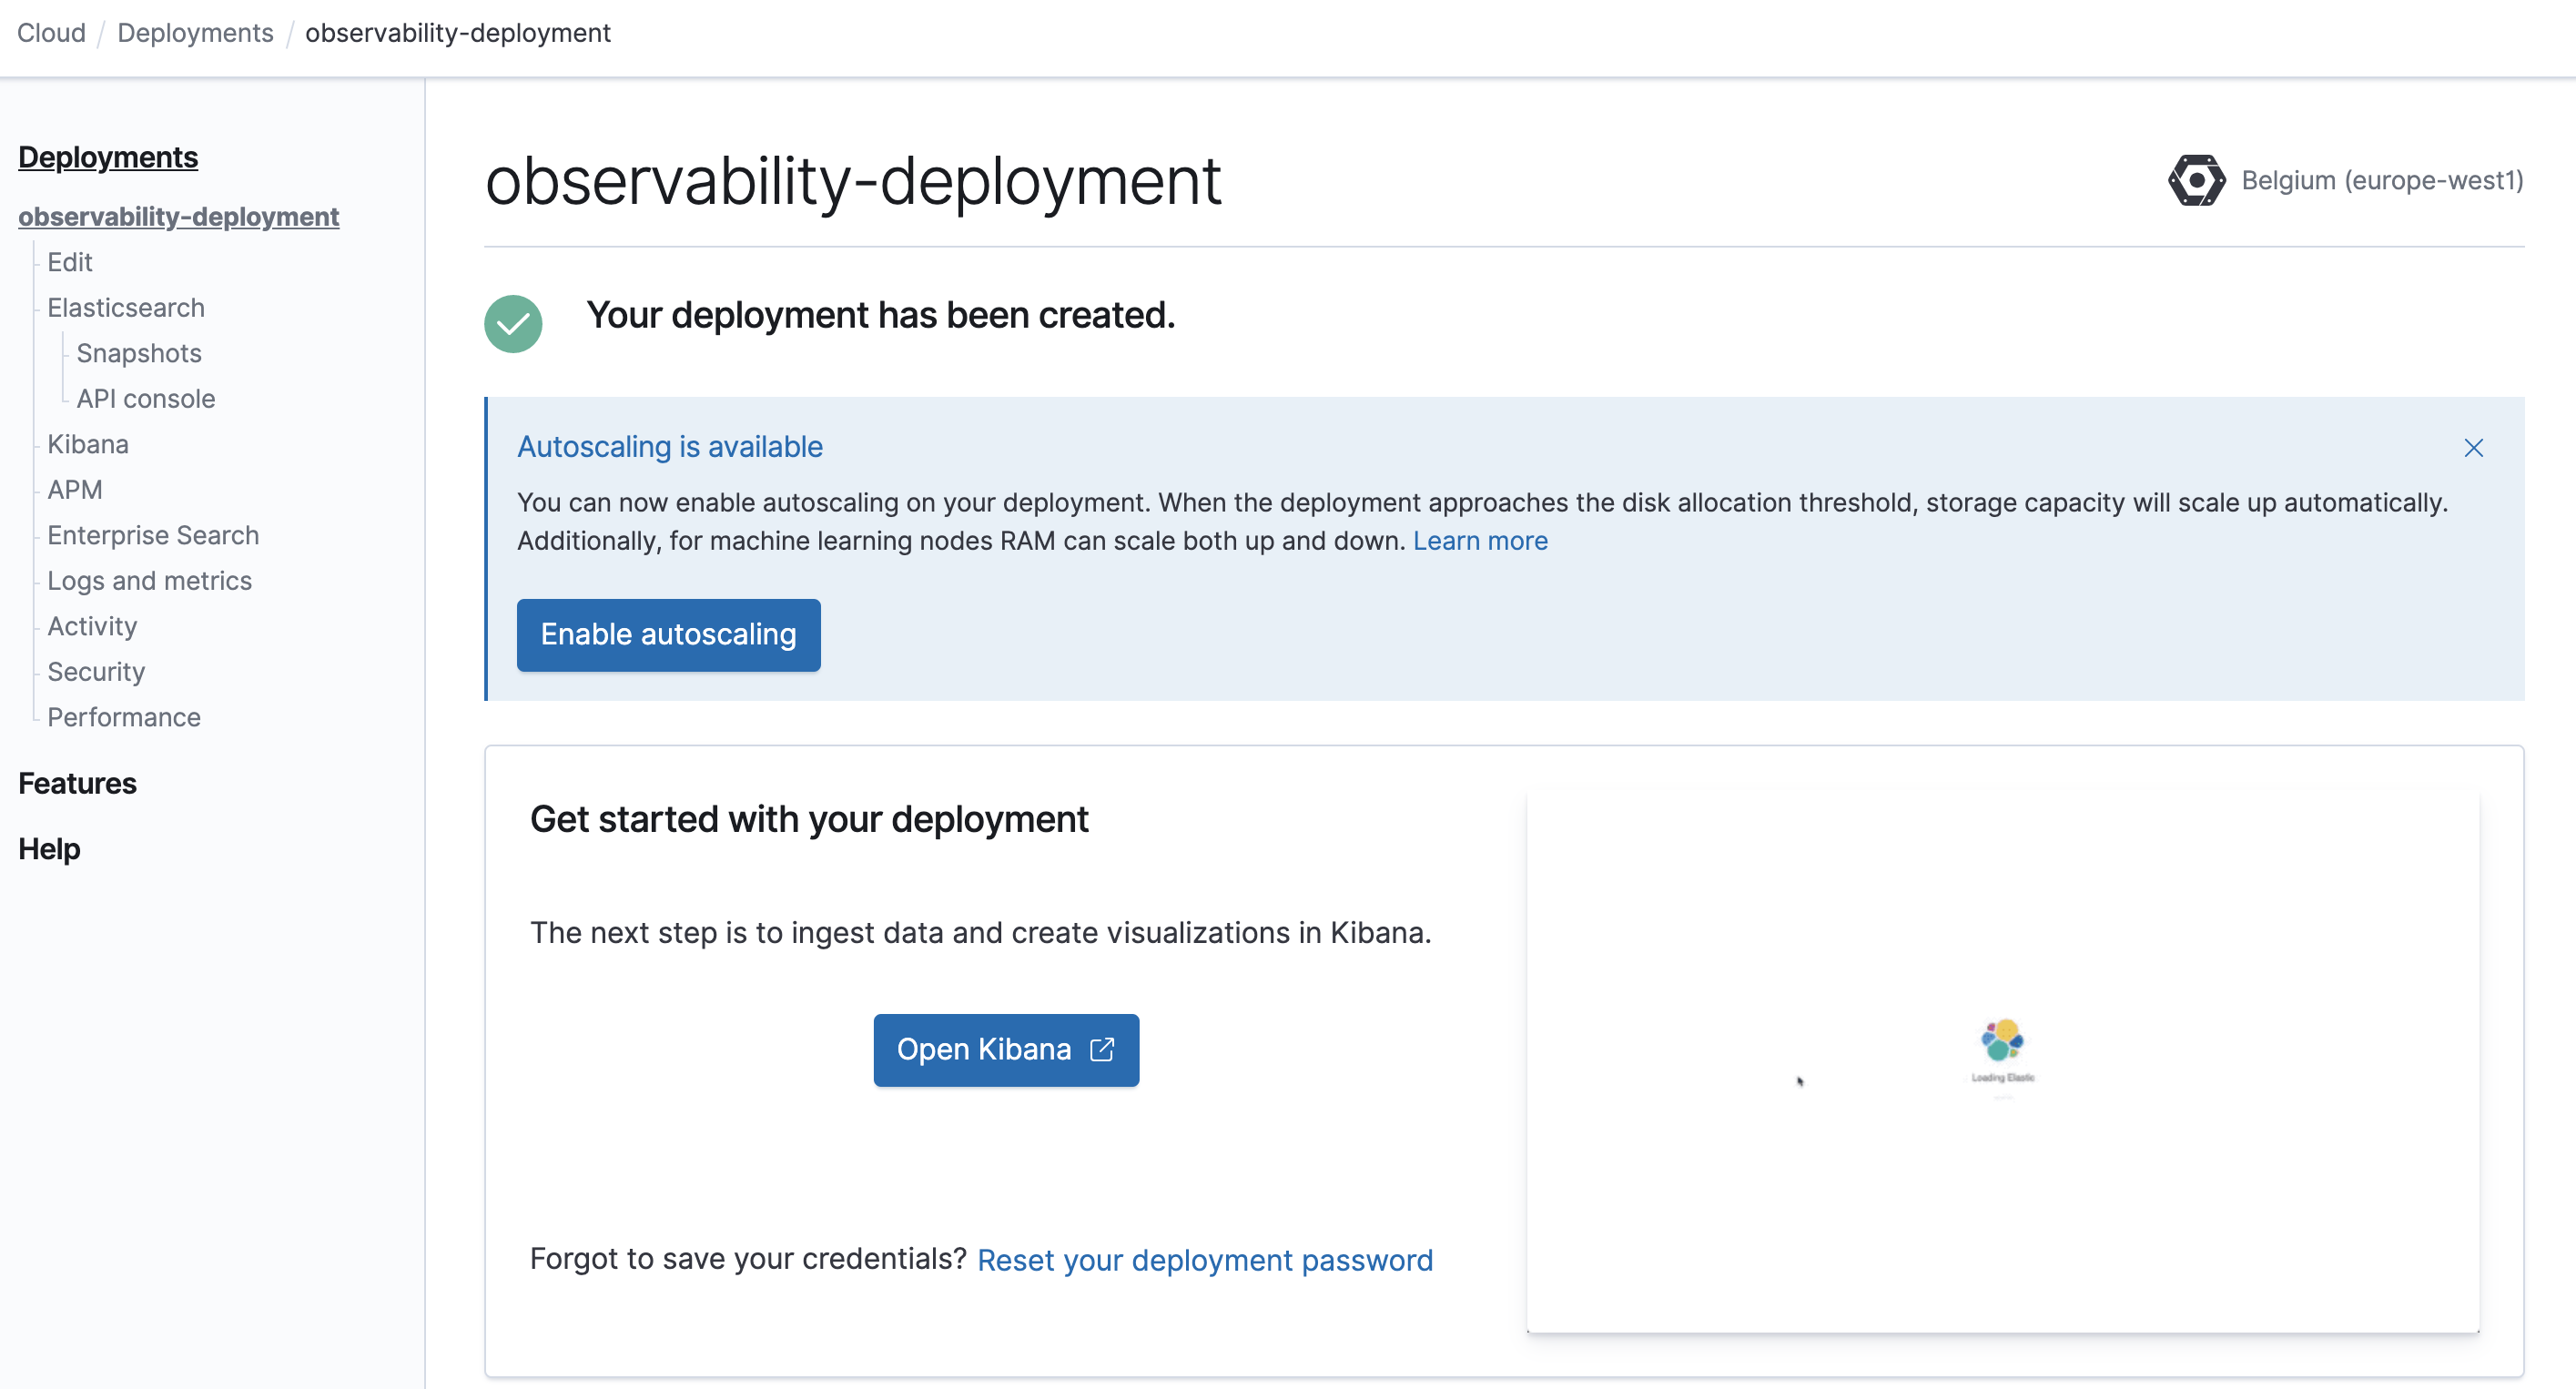 Cloud / Deployments / observability-deployment
Deployments
observability-deployment
Edit
Elasticsearch
Snapshots
API console
Kibana
APM
Enterprise Search
Logs and metrics
Activity
Security
Performance
Features
Help
observability-deployment
Belgium (europe-west1)
Your deployment has been created.
Autoscaling is available
You can now enable autoscaling on your deployment. When the deployment approaches the disk allocation threshold, storage capacity will scale up automatically.
Additionally, for machine learning nodes RAM can scale both up and down. Learn more
Enable autoscaling
Get started with your deployment
The next step is to ingest data and create visualizations in Kibana.
Open Kibana
Forgot to save your credentials? Reset your deployment password
Loading Elastic